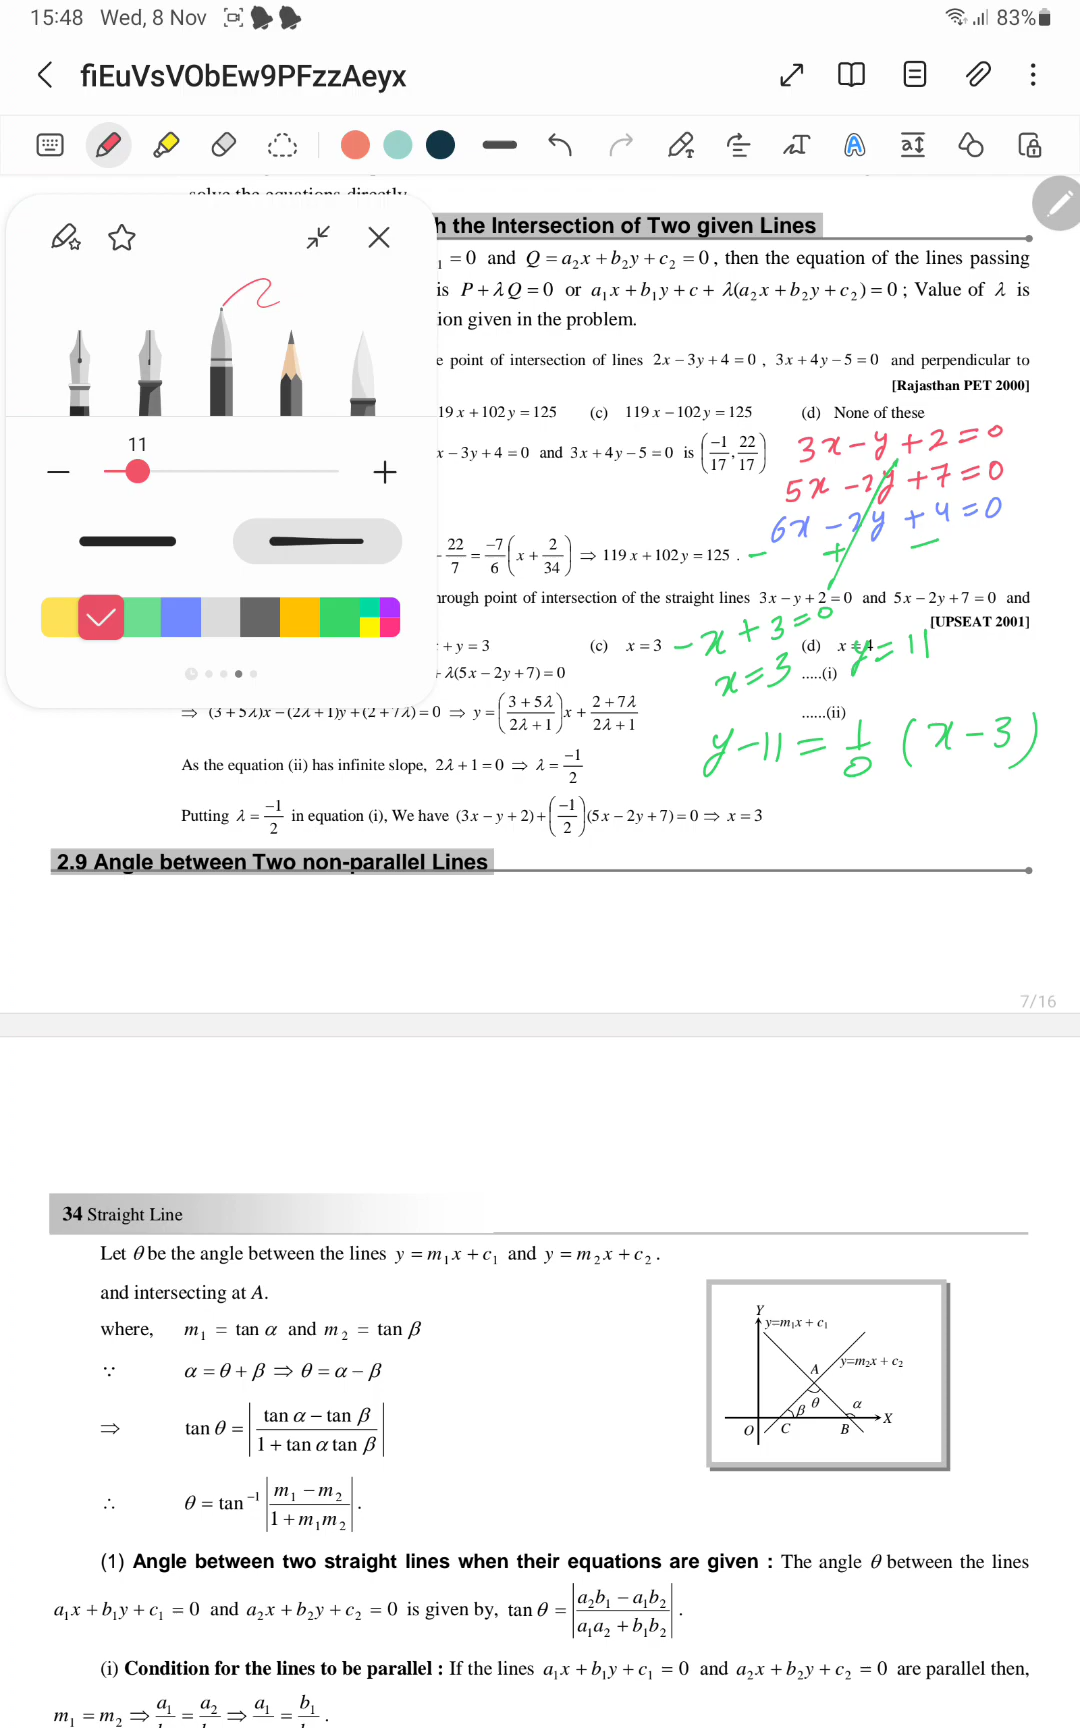 15:48 Wed, 8 Nov 83%
fiEuVsVObEw9PFzzAeyx
solve the equations directly
h the Intersection of Two given Lines
₁ = 0 and Q = a₂x + b₂y + c₂ = 0, then the equation of the lines passing
is P + λQ = 0 or a₁x + b₁y + c + λ(a₂x + b₂y + c₂) = 0; Value of λ is
ion given in the problem.
11
e point of intersection of lines 2x − 3y + 4 = 0, 3x + 4y − 5 = 0 and perpendicular to
[Rajasthan PET 2000]
19x + 102y = 125 (c) 119x − 102y = 125 (d) None of these
x − 3y + 4 = 0 and 3x + 4y − 5 = 0 is (−1/17, 22/17)
3x − y + 2 = 0
5x − 2y + 7 = 0
6x − 2y + 4 = 0
− + −
− 22/7 = −7/6 (x + 2/34) ⇒ 119x + 102y = 125.
hrough point of intersection of the straight lines 3x − y + 2 = 0 and 5x − 2y + 7 = 0 and
[UPSEAT 2001]
+ y = 3 (c) x = 3 (d) x = 4
− x + 3 = 0
x = 3 y = 11
+ λ(5x − 2y + 7) = 0 .....(i)
⇒ (3 + 5λ)x − (2λ + 1)y + (2 + 7λ) = 0 ⇒ y = ((3 + 5λ)/(2λ + 1))x + (2 + 7λ)/(2λ + 1) ......(ii)
y − 11 = 1/0 (x − 3)
As the equation (ii) has infinite slope, 2λ + 1 = 0 ⇒ λ = −1/2
Putting λ = −1/2 in equation (i), We have (3x − y + 2) + (−1/2)(5x − 2y + 7) = 0 ⇒ x = 3
2.9 Angle between Two non-parallel Lines
7/16
34 Straight Line
Let θ be the angle between the lines y = m₁x + c₁ and y = m₂x + c₂.
and intersecting at A.
where, m₁ = tan α and m₂ = tan β
∵ α = θ + β ⇒ θ = α − β
⇒ tan θ = |(tan α − tan β)/(1 + tan α tan β)|
∴ θ = tan⁻¹ |(m₁ − m₂)/(1 + m₁m₂)|.
Y
y=m₁x + c₁
y=m₂x + c₂
A
θ
β
α
X
O
C
B
(1) Angle between two straight lines when their equations are given : The angle θ between the lines
a₁x + b₁y + c₁ = 0 and a₂x + b₂y + c₂ = 0 is given by, tan θ = |(a₂b₁ − a₁b₂)/(a₁a₂ + b₁b₂)|.
(i) Condition for the lines to be parallel : If the lines a₁x + b₁y + c₁ = 0 and a₂x + b₂y + c₂ = 0 are parallel then,
m₁ = m₂ ⇒